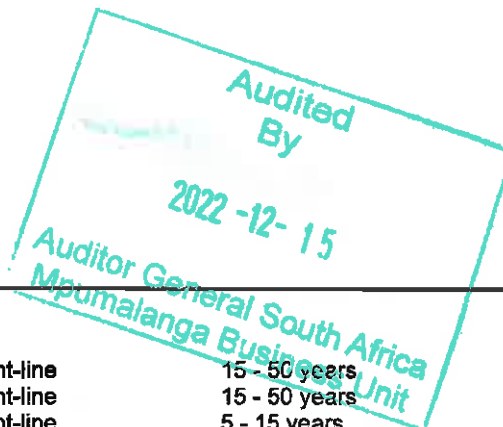 Audited
By
2022 -12- 15
Auditor General South Africa
Mpumalanga Business Unit
nt-line 15 - 50 years
nt-line 15 - 50 years
nt-line 5 - 15 years